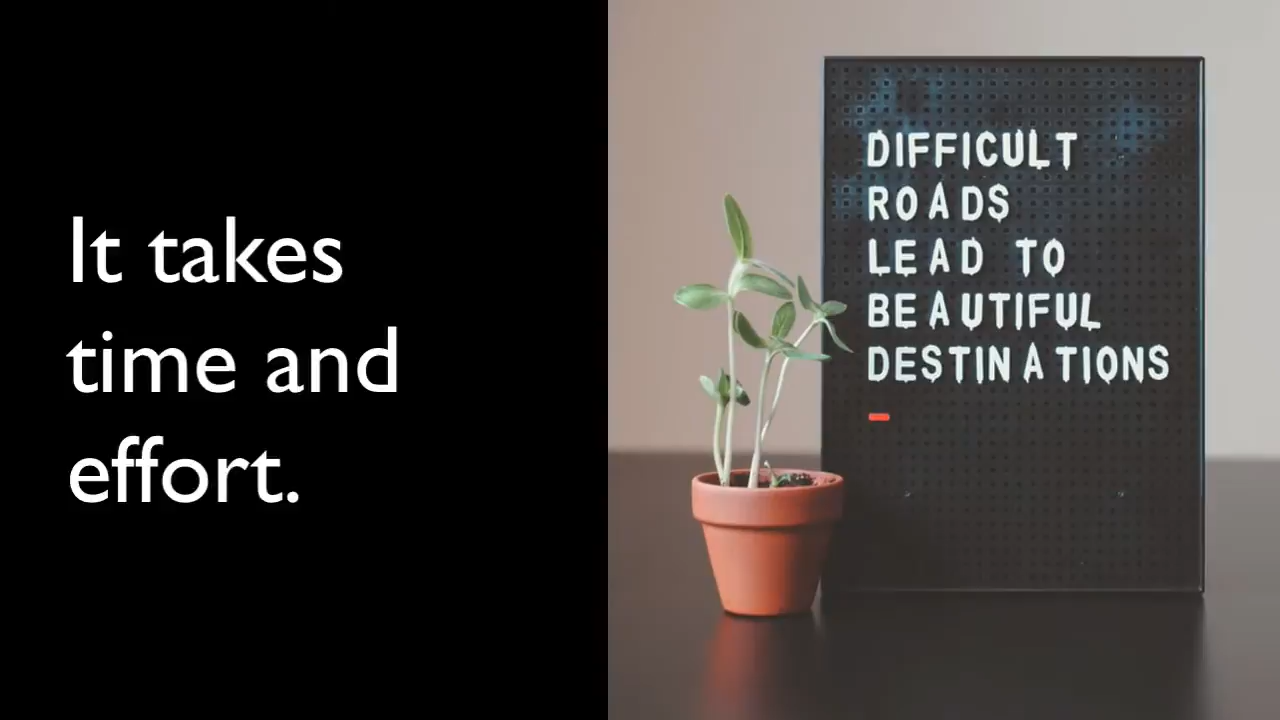 It takes
time and
effort.
DIFFICULT
ROADS
LEAD TO
BEAUTIFUL
DESTINATIONS